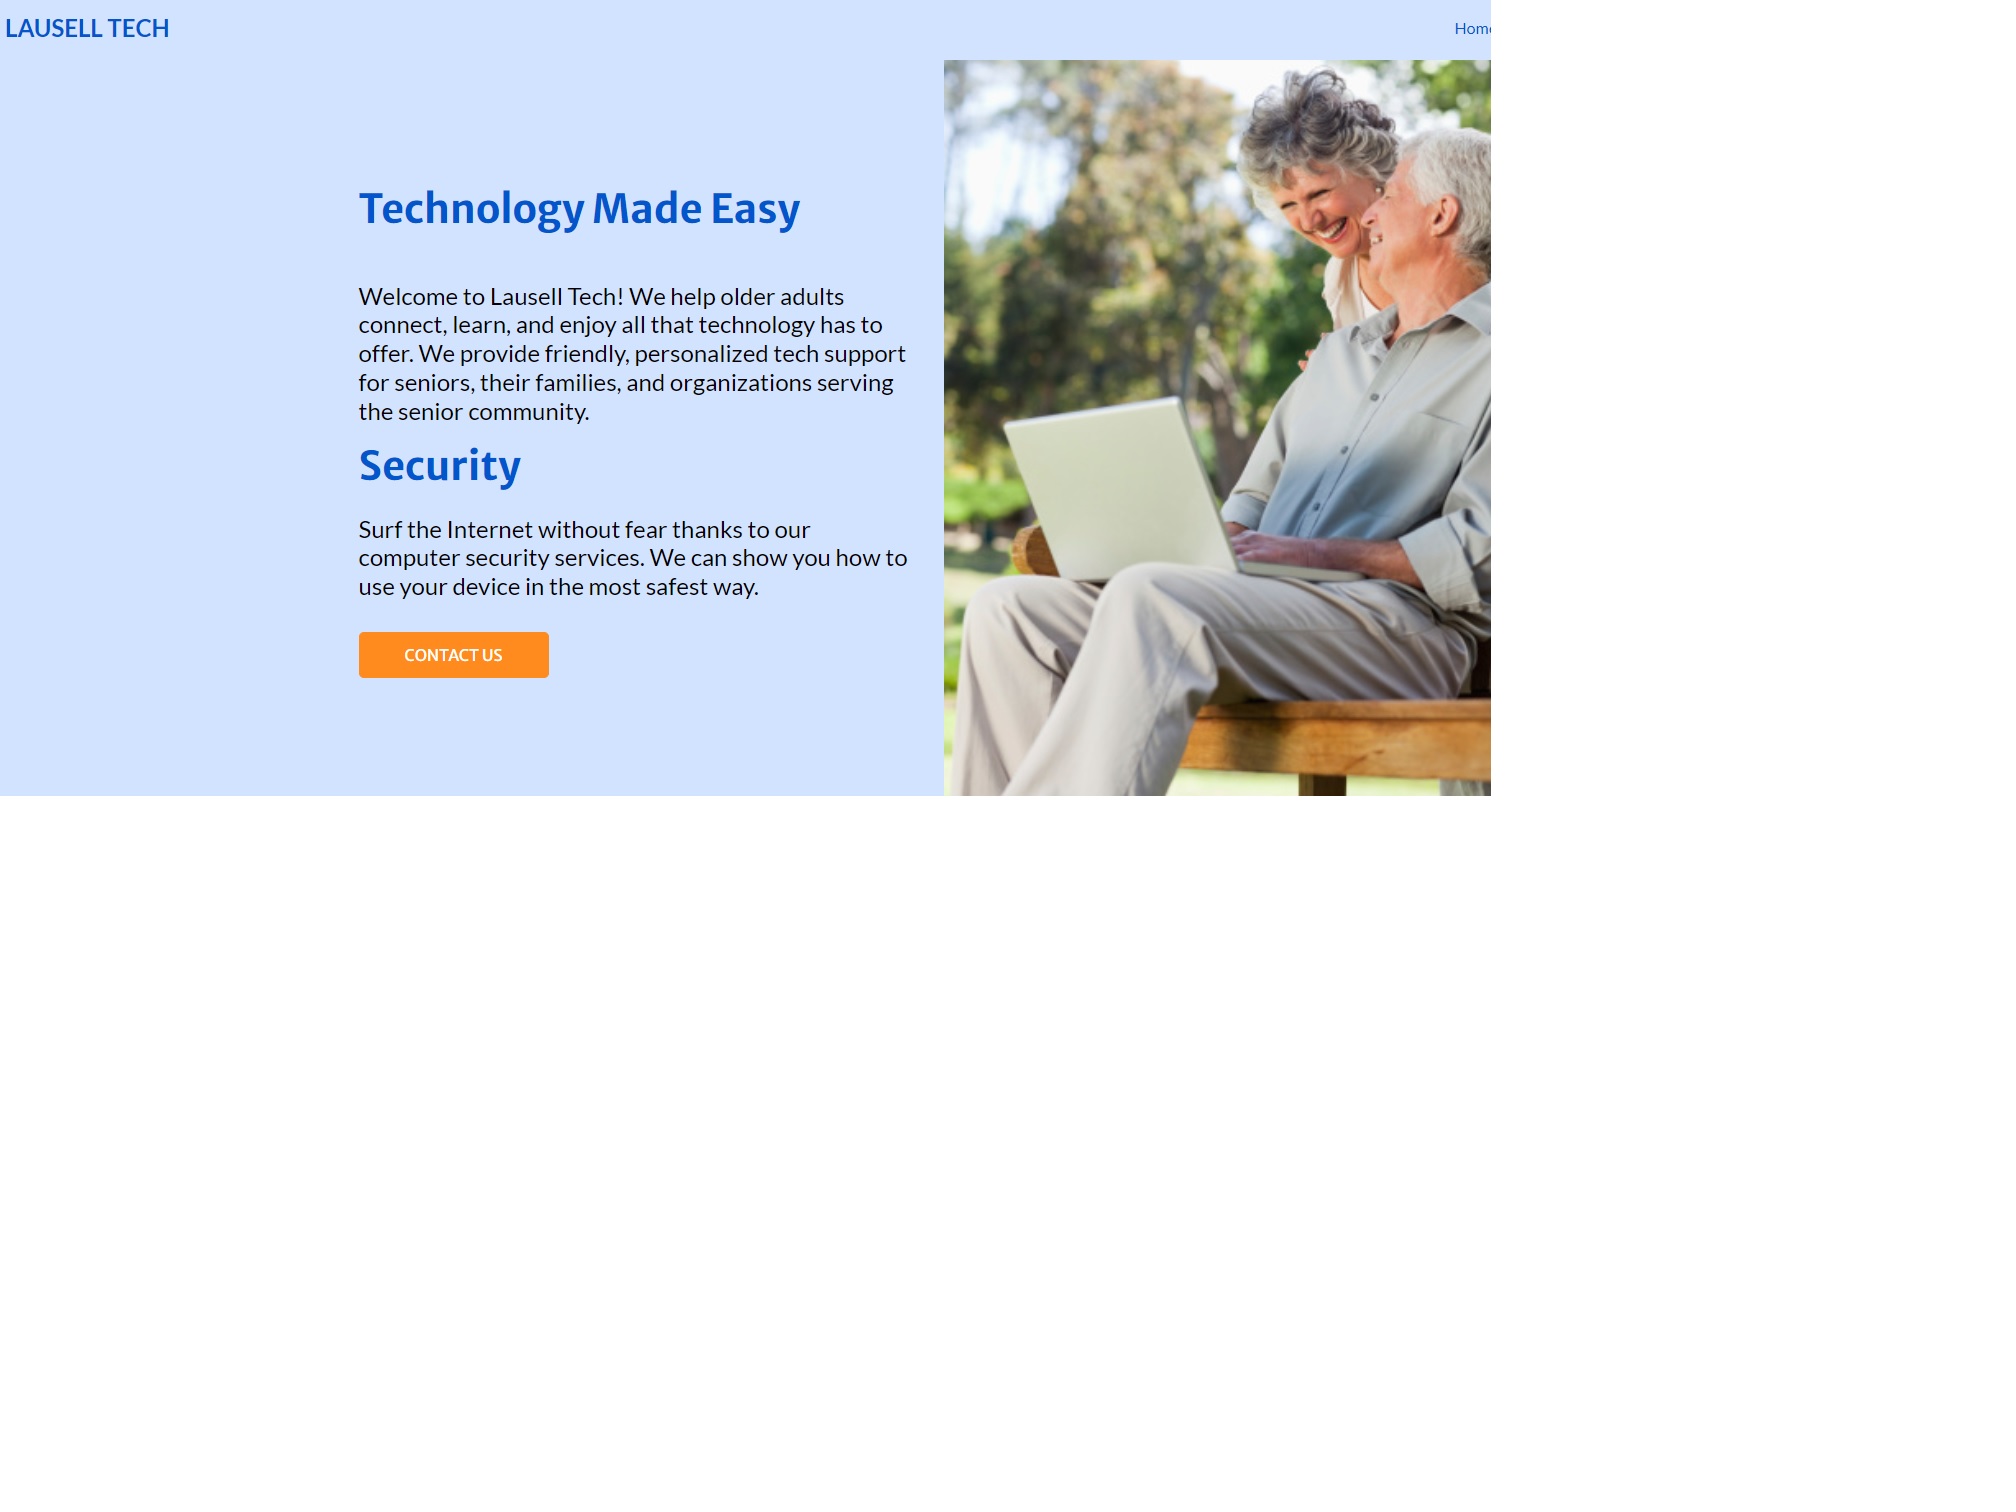 LAUSELL TECH
Home
Technology Made Easy
Welcome to Lausell Tech! We help older adults
connect, learn, and enjoy all that technology has to
offer. We provide friendly, personalized tech support
for seniors, their families, and organizations serving
the senior community.
Security
Surf the Internet without fear thanks to our
computer security services. We can show you how to
use your device in the most safest way.
CONTACT US